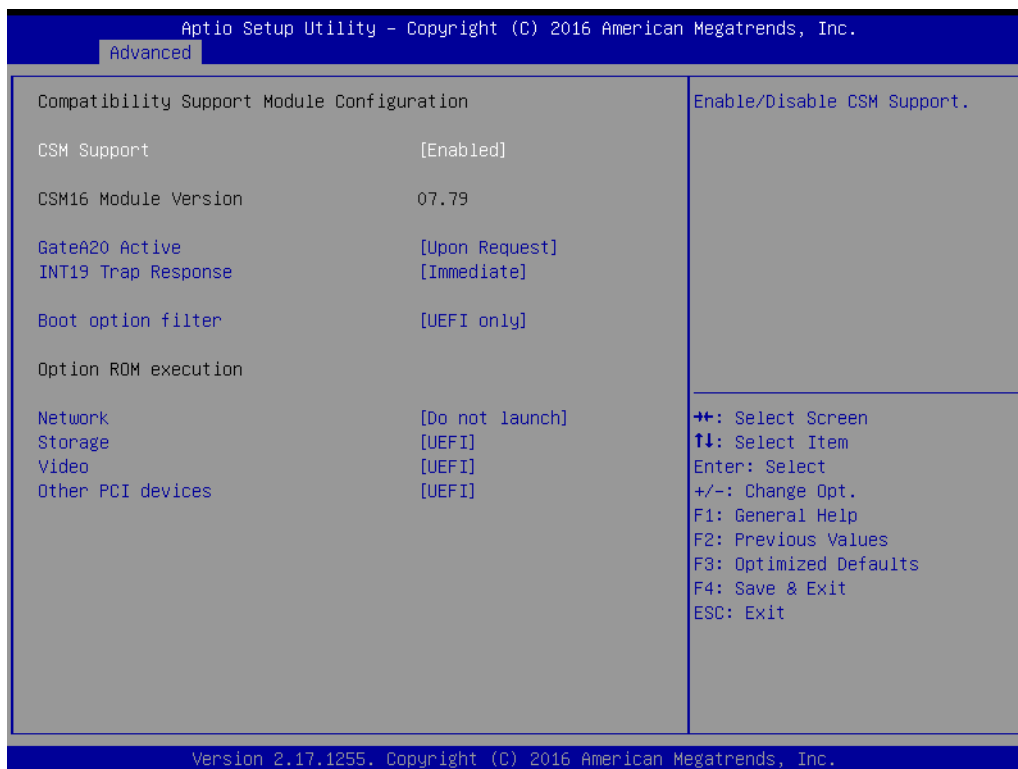 Aptio Setup Utility – Copyright (C) 2016 American Megatrends, Inc.
Advanced
Compatibility Support Module Configuration
CSM Support [Enabled]
CSM16 Module Version 07.79
GateA20 Active [Upon Request]
INT19 Trap Response [Immediate]
Boot option filter [UEFI only]
Option ROM execution
Network [Do not launch]
Storage [UEFI]
Video [UEFI]
Other PCI devices [UEFI]
Enable/Disable CSM Support.
→←: Select Screen
↑↓: Select Item
Enter: Select
+/-: Change Opt.
F1: General Help
F2: Previous Values
F3: Optimized Defaults
F4: Save & Exit
ESC: Exit
Version 2.17.1255. Copyright (C) 2016 American Megatrends, Inc.